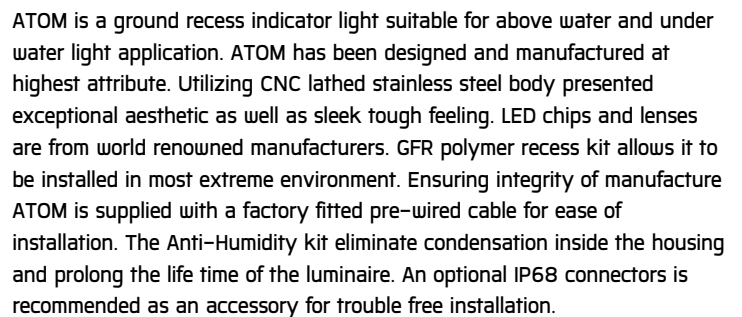 ATOM is a ground recess indicator light suitable for above water and under
water light application. ATOM has been designed and manufactured at
highest attribute. Utilizing CNC lathed stainless steel body presented
exceptional aesthetic as well as sleek tough feeling. LED chips and lenses
are from world renowned manufacturers. GFR polymer recess kit allows it to
be installed in most extreme environment. Ensuring integrity of manufacture
ATOM is supplied with a factory fitted pre-wired cable for ease of
installation. The Anti-Humidity kit eliminate condensation inside the housing
and prolong the life time of the luminaire. An optional IP68 connectors is
recommended as an accessory for trouble free installation.